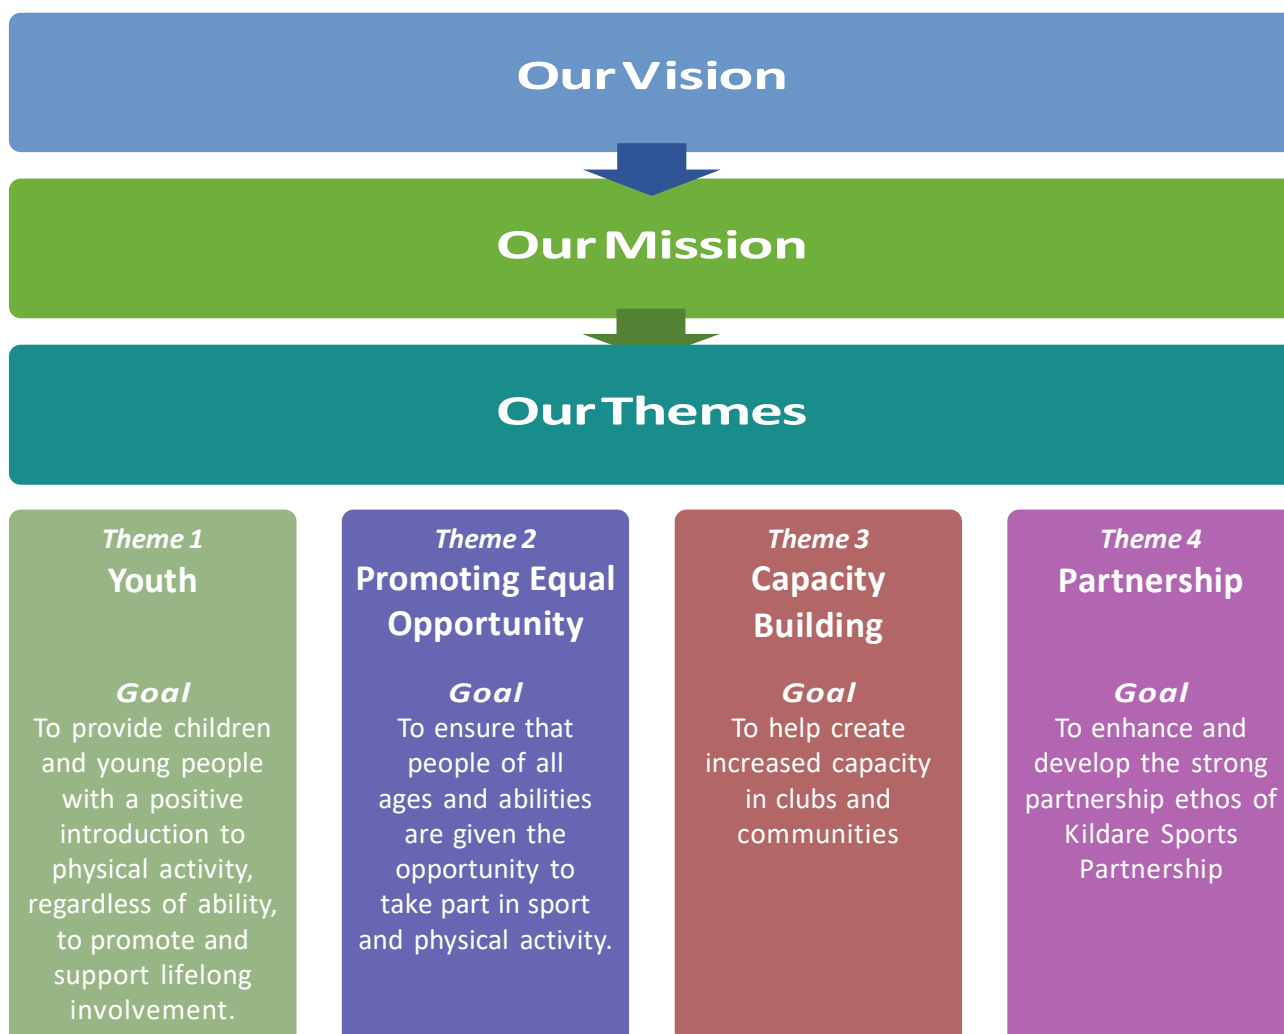 Our Vision
Our Mission
Our Themes
Theme 1
Youth
Goal
To provide children
and young people
with a positive
introduction to
physical activity,
regardless of ability,
to promote and
support lifelong
involvement.
Theme 2
Promoting Equal
Opportunity
Goal
To ensure that
people of all
ages and abilities
are given the
opportunity to
take part in sport
and physical activity.
Theme 3
Capacity
Building
Goal
To help create
increased capacity
in clubs and
communities
Theme 4
Partnership
Goal
To enhance and
develop the strong
partnership ethos of
Kildare Sports
Partnership